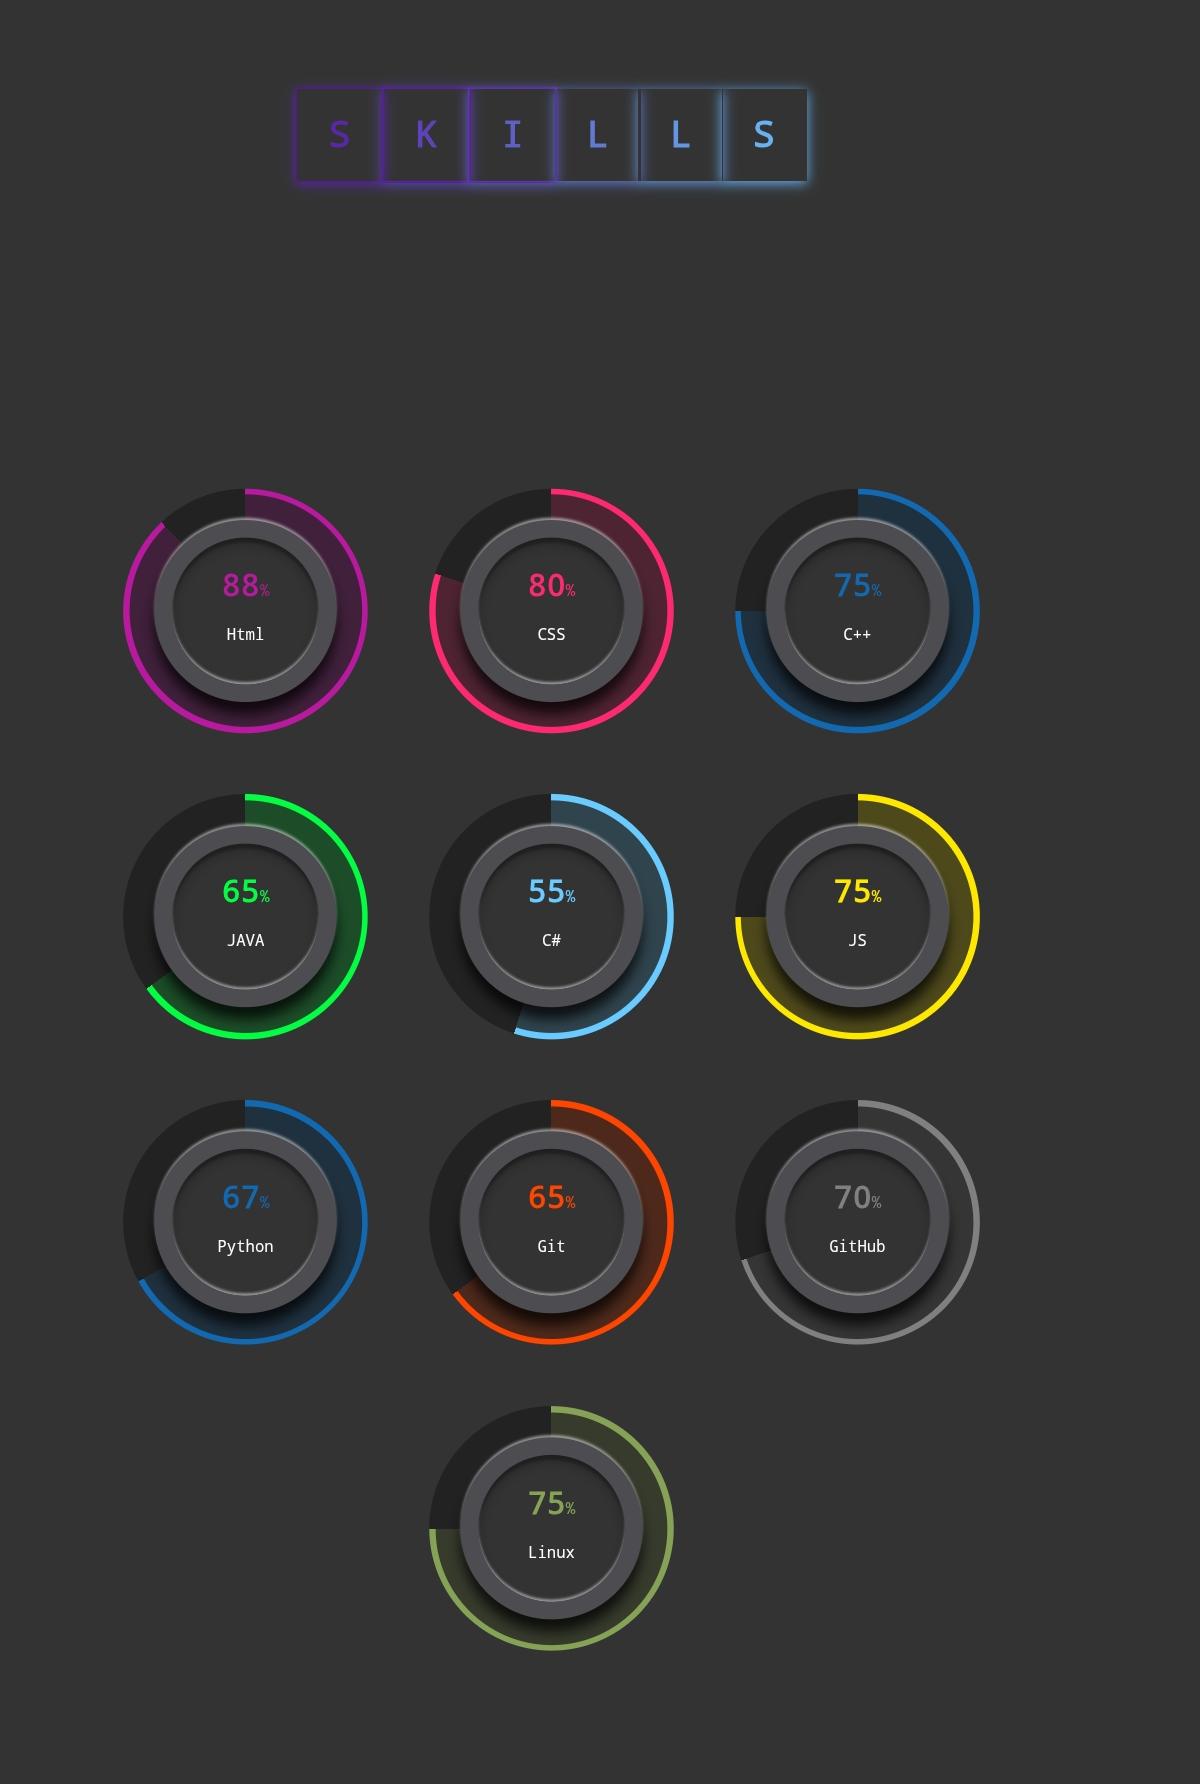 S K I L L S
88% 80% 75%
Html CSS C++
65% 55% 75%
JAVA C# JS
67% 65% 70%
Python Git GitHub
75%
Linux